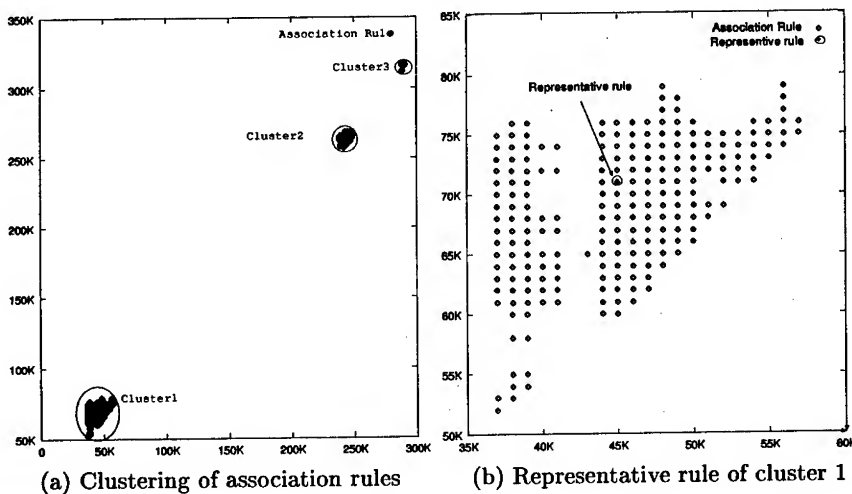 350K
300K
250K
200K
150K
100K
50K
0
50K
100K
150K
200K
250K
300K
Association Rule
Cluster3
Cluster2
Cluster1
(a) Clustering of association rules
85K
80K
75K
70K
65K
60K
55K
50K
35K
40K
45K
50K
55K
60K
Association Rule
Representive rule
Representative rule
(b) Representative rule of cluster 1